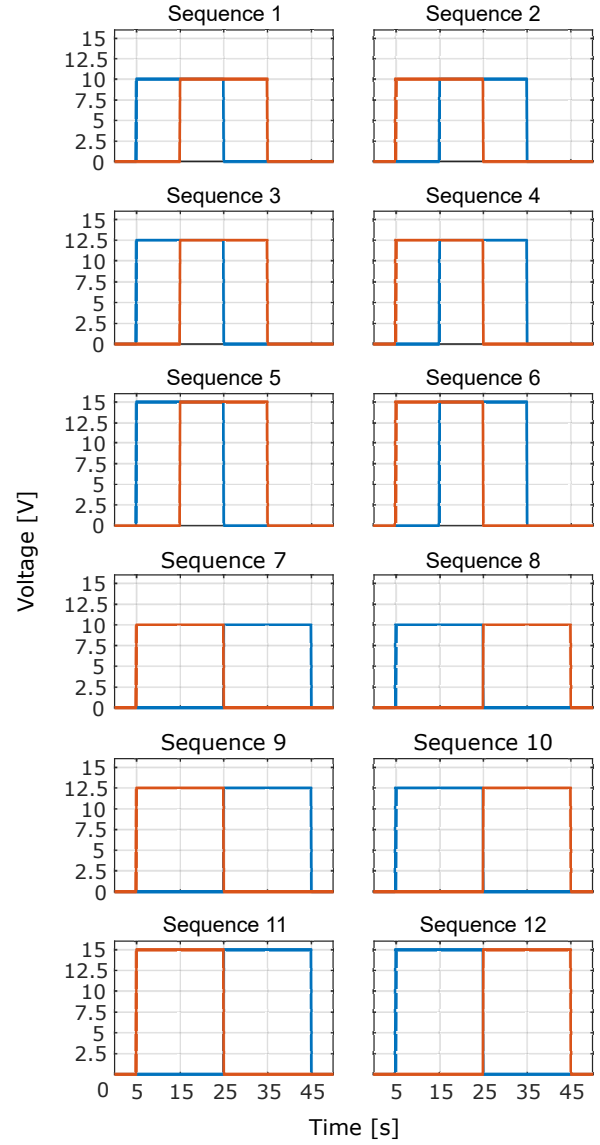 Sequence 1
Sequence 2
15
12.5
10
7.5
5
2.5
0
Sequence 3
Sequence 4
15
12.5
10
7.5
5
2.5
0
Sequence 5
Sequence 6
15
12.5
10
7.5
5
2.5
0
Voltage [V]
Sequence 7
Sequence 8
15
12.5
10
7.5
5
2.5
0
Sequence 9
Sequence 10
15
12.5
10
7.5
5
2.5
0
Sequence 11
Sequence 12
15
12.5
10
7.5
5
2.5
0
5 15 25 35 45
5 15 25 35 45
Time [s]